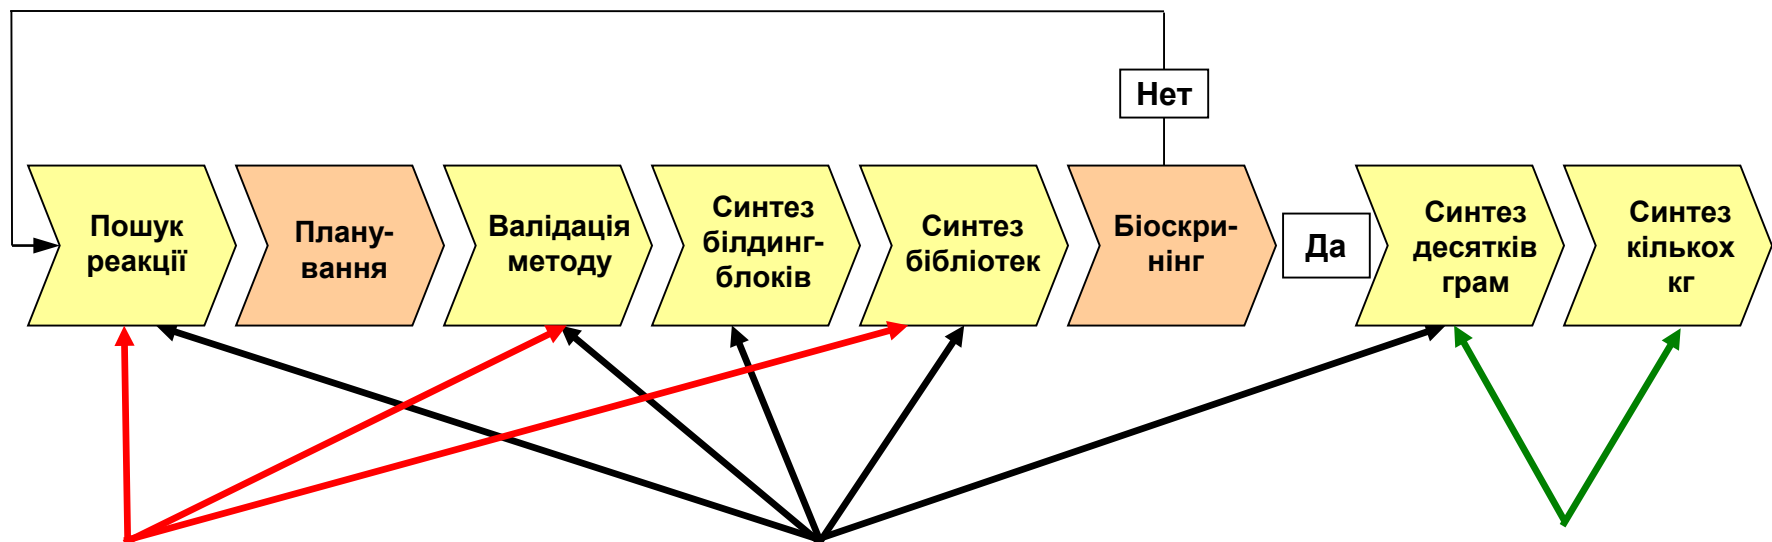 Нет
Пошук
реакції
Плану-
вання
Валідація
методу
Синтез
білдинг-
блоків
Синтез
бібліотек
Біоскри-
нінг
Да
Синтез
десятків
грам
Синтез
кількох
кг